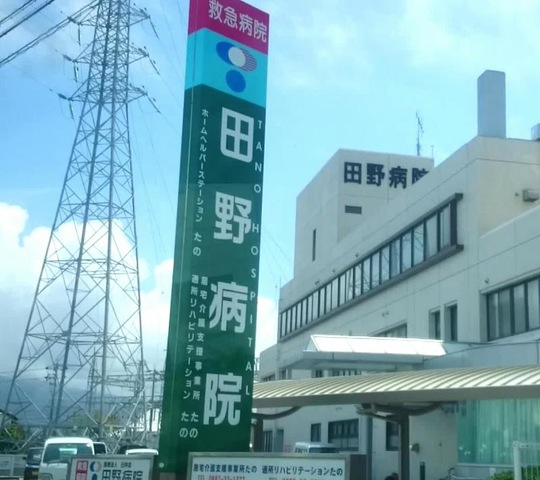 救急病院
田野病院
TANO HOSPITAL
ホームヘルパーステーション たの
居宅介護支援事業所 たの
通所リハビリテーション たの
田野病院
田野病院
居宅介護支援事業所たの 通所リハビリテーションたの